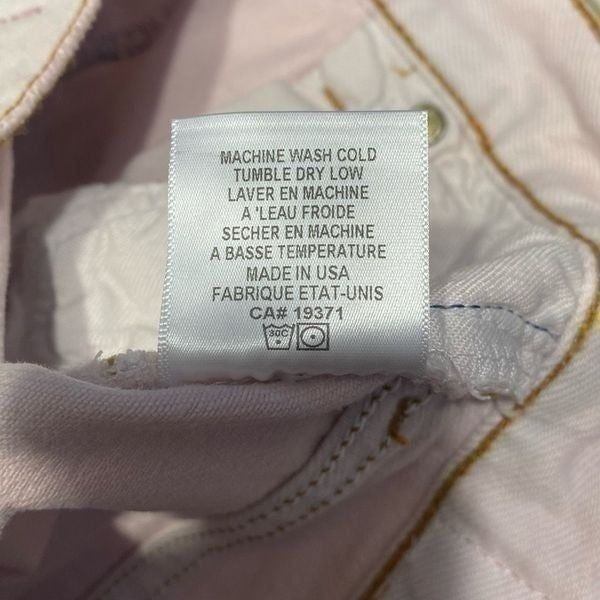 MACHINE WASH COLD
TUMBLE DRY LOW
LAVER EN MACHINE
A 'LEAU FROIDE
SECHER EN MACHINE
A BASSE TEMPERATURE
MADE IN USA
FABRIQUE ETAT-UNIS
CA# 19371
30C